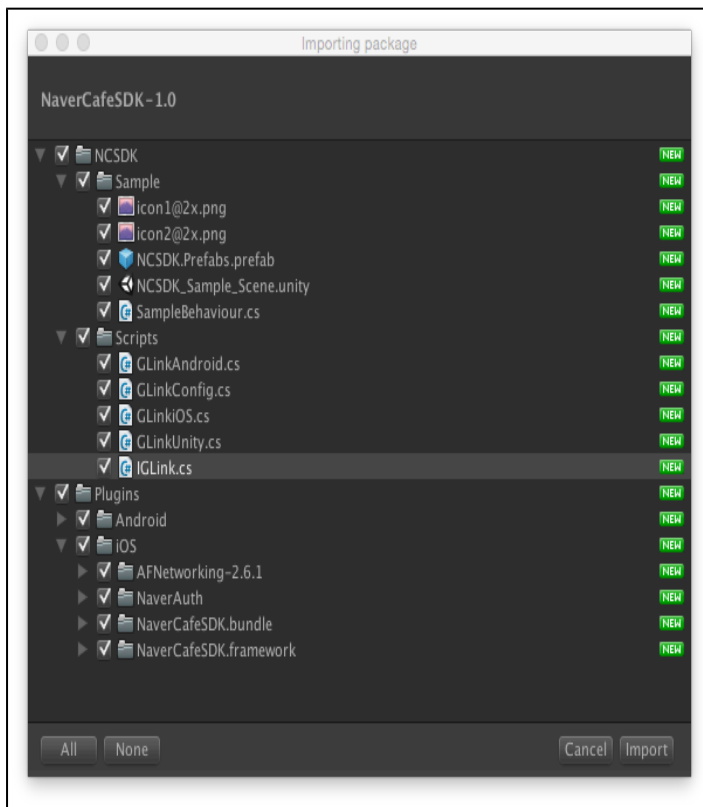 Importing package
NaverCafeSDK-1.0
NCSDK NEW
Sample NEW
icon1@2x.png NEW
icon2@2x.png NEW
NCSDK.Prefabs.prefab NEW
NCSDK_Sample_Scene.unity NEW
SampleBehaviour.cs NEW
Scripts NEW
GLinkAndroid.cs NEW
GLinkConfig.cs NEW
GLinkiOS.cs NEW
GLinkUnity.cs NEW
IGLink.cs NEW
Plugins NEW
Android NEW
iOS NEW
AFNetworking-2.6.1 NEW
NaverAuth NEW
NaverCafeSDK.bundle NEW
NaverCafeSDK.framework NEW
All None Cancel Import